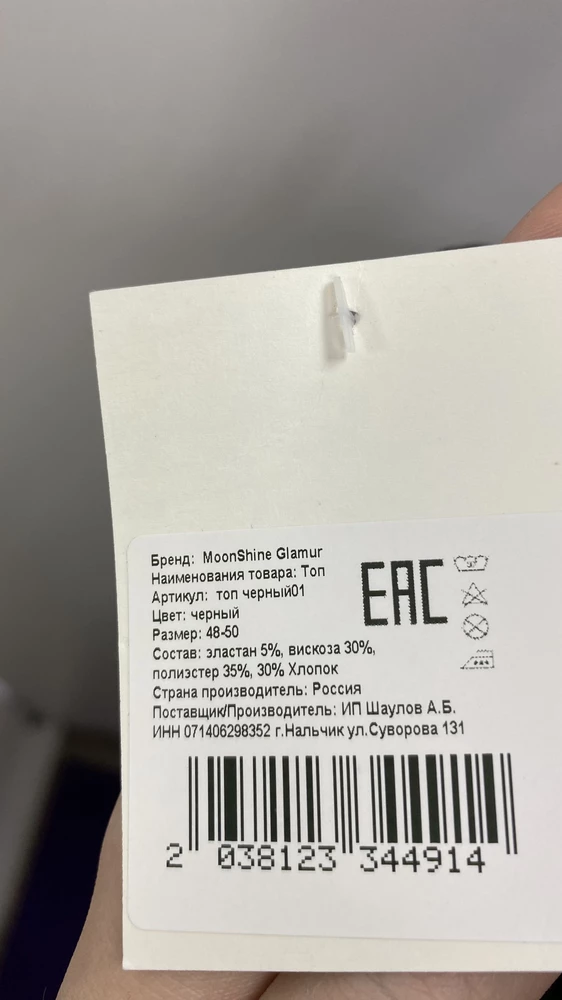 Бренд: MoonShine Glamur
Наименования товара: Топ
Артикул: топ черный01
Цвет: черный
Размер: 48-50
Состав: эластан 5%, вискоза 30%,
полиэстер 35%, 30% Хлопок
Страна производитель: Россия
Поставщик/Производитель: ИП Шаулов А.Б.
ИНН 071406298352 г.Нальчик ул.Суворова 131
EAC
2 038123 344914